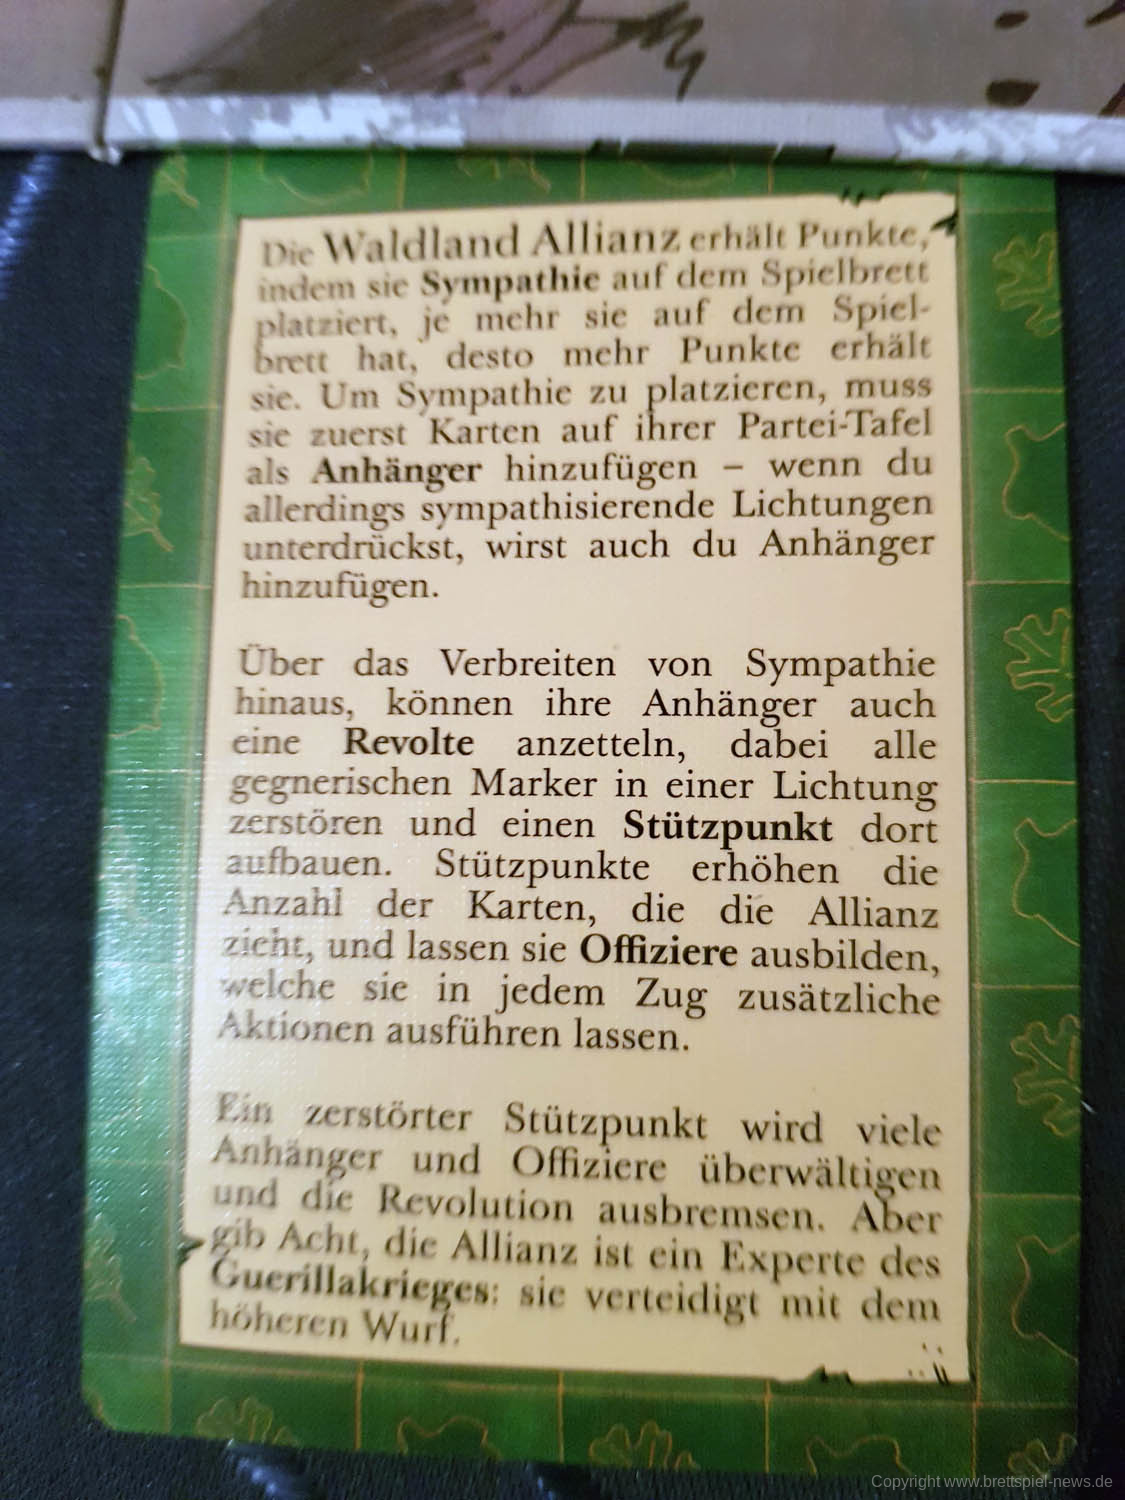 Die Waldland Allianz erhält Punkte,
indem sie Sympathie auf dem Spielbrett
platziert, je mehr sie auf dem Spiel-
brett hat, desto mehr Punkte erhält
sie. Um Sympathie zu platzieren, muss
sie zuerst Karten auf ihrer Partei-Tafel
als Anhänger hinzufügen – wenn du
allerdings sympathisierende Lichtungen
unterdrückst, wirst auch du Anhänger
hinzufügen.
Über das Verbreiten von Sympathie
hinaus, können ihre Anhänger auch
eine Revolte anzetteln, dabei alle
gegnerischen Marker in einer Lichtung
zerstören und einen Stützpunkt dort
aufbauen. Stützpunkte erhöhen die
Anzahl der Karten, die die Allianz
zieht, und lassen sie Offiziere ausbilden,
welche sie in jedem Zug zusätzliche
Aktionen ausführen lassen.
Ein zerstörter Stützpunkt wird viele
Anhänger und Offiziere überwältigen
und die Revolution ausbremsen. Aber
gib Acht, die Allianz ist ein Experte des
Guerillakrieges: sie verteidigt mit dem
höheren Wurf.
Copyright www.brettspiel-news.de